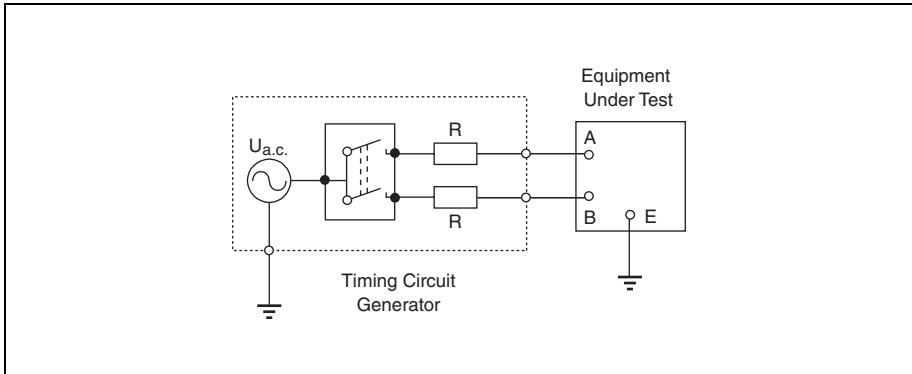 Equipment
Under Test
Ua.c.
R
A
R
B
E
Timing Circuit
Generator